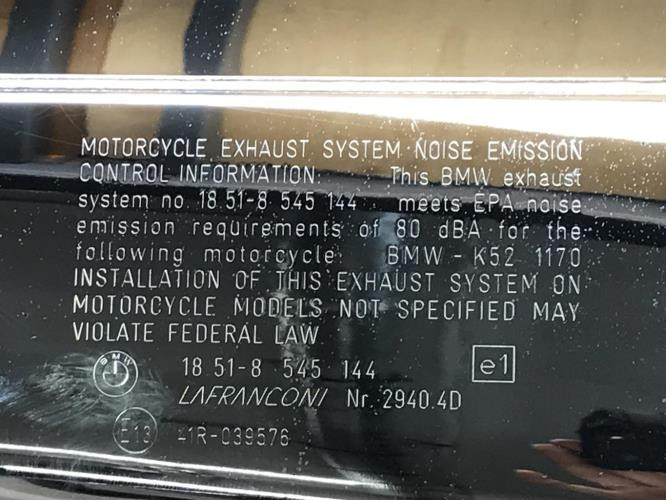 MOTORCYCLE EXHAUST SYSTEM NOISE EMISSION
CONTROL INFORMATION: This BMW exhaust
system no. 18 51-8 545 144 meets EPA noise
emission requirements of 80 dBA for the
following motorcycle: BMW - K52 1170
INSTALLATION OF THIS EXHAUST SYSTEM ON
MOTORCYCLE MODELS NOT SPECIFIED MAY
VIOLATE FEDERAL LAW
BMW 18 51-8 545 144 e1
LAFRANCONI Nr. 2940.4D
E13 41R-039576